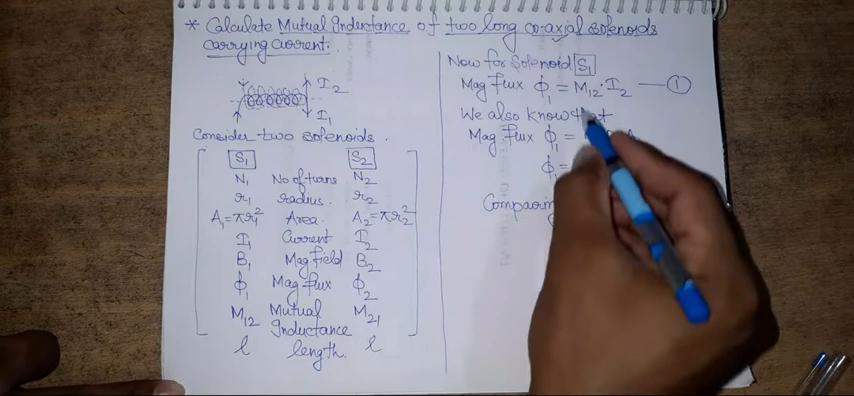 * Calculate Mutual Inductance of two long co-axial solenoids
carrying current.
I₂
I₁
Consider two solenoids.
S₁ S₂
N₁ No of turns N₂
r₁ radius. r₂
A₁=πr₁² Area. A₂=πr₂²
I₁ Current I₂
B₁ Mag field B₂
ϕ₁ Mag flux ϕ₂
M₁₂ Mutual Inductance M₂₁
l length. l
Now for Solenoid S₁
Mag flux ϕ₁ = M₁₂·I₂ —①
We also know that
Mag flux ϕ₁ =
ϕ₁ =